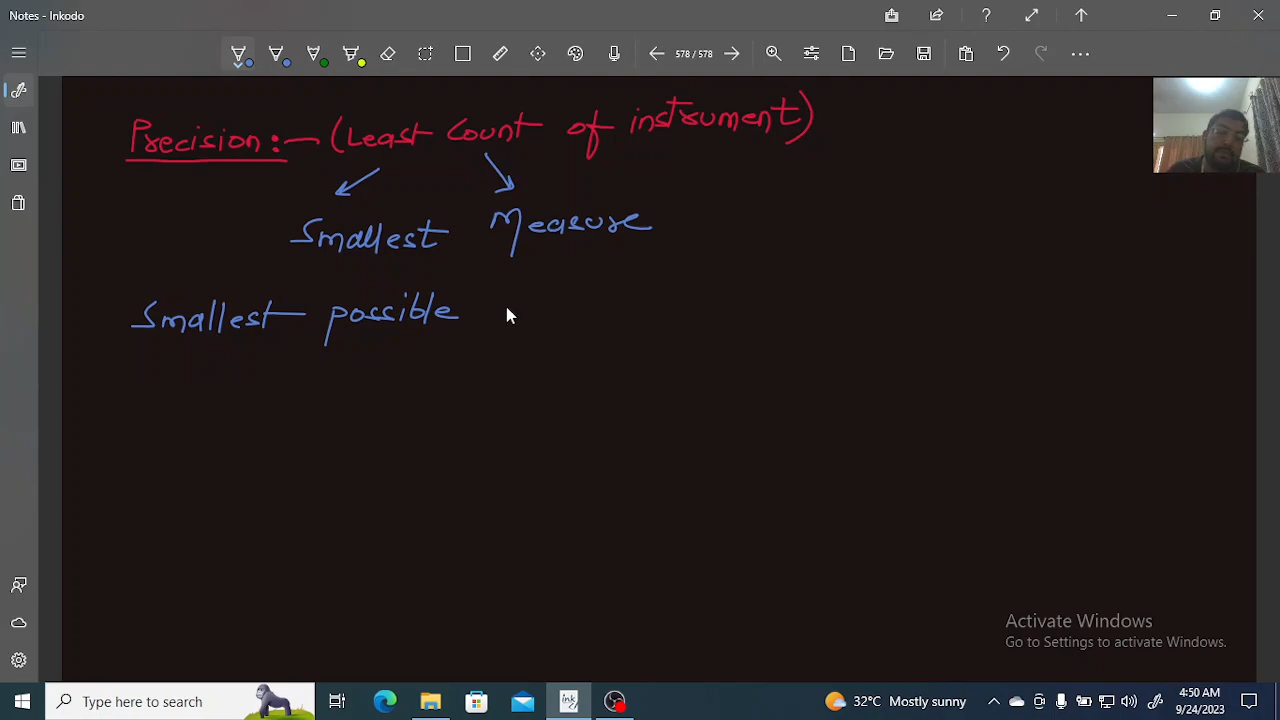 Notes - Inkodo
578 / 578
Precision:- (Least Count of instrument)
Smallest Measure
Smallest possible
Activate Windows
Go to Settings to activate Windows.
Type here to search
32°C Mostly sunny
4:50 AM
9/24/2023